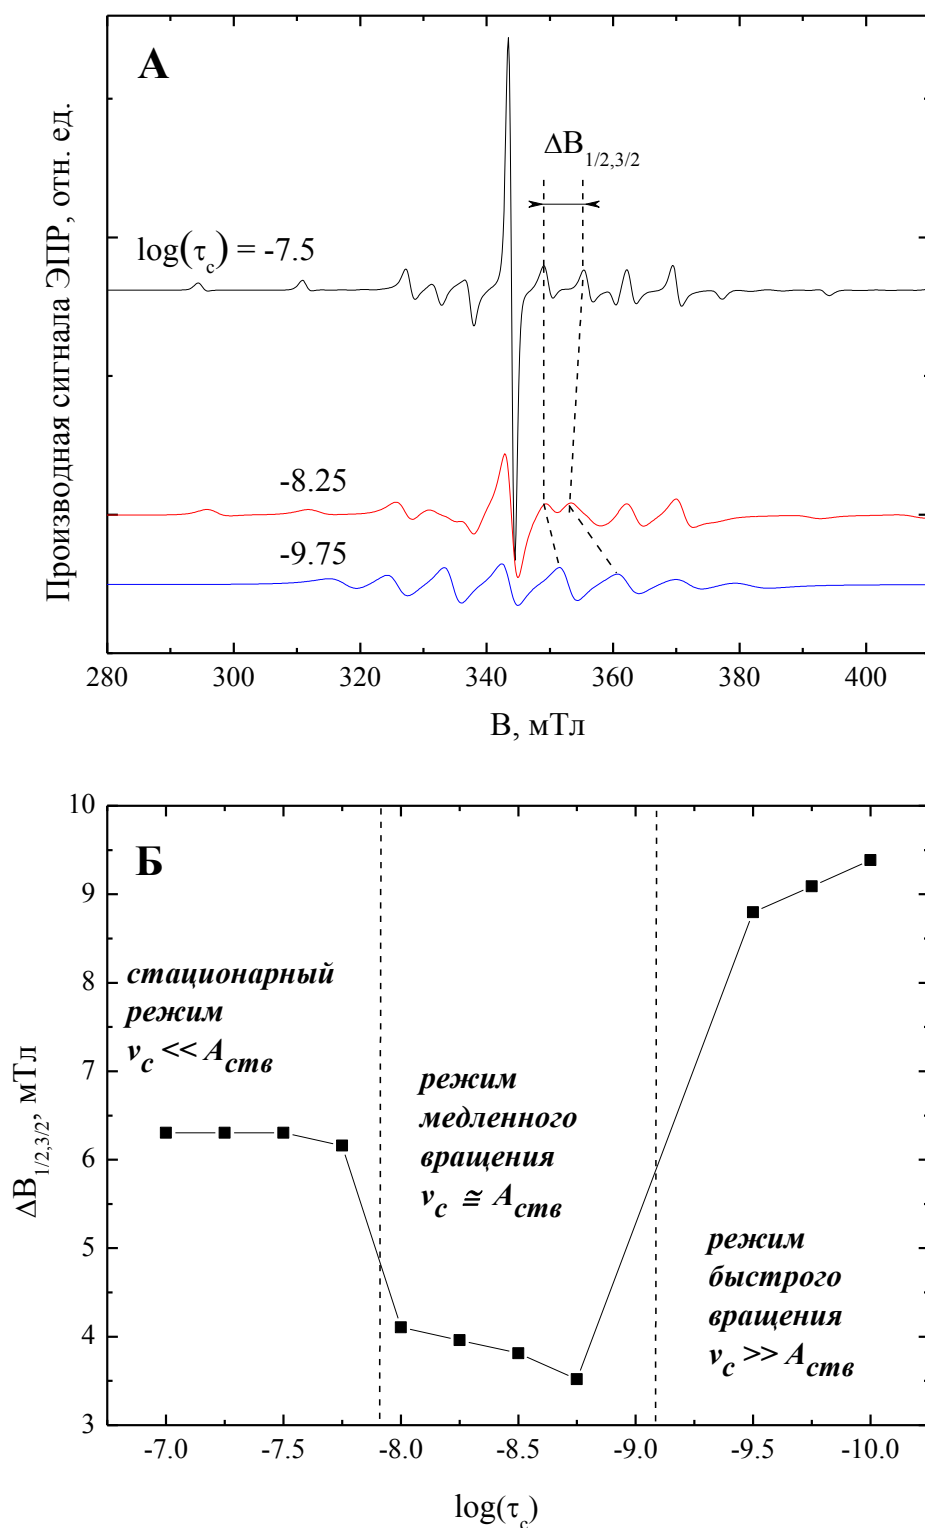 А
Производная сигнала ЭПР, отн. ед.
ΔB1/2,3/2
log(τc) = -7.5
-8.25
-9.75
280 300 320 340 360 380 400
В, мТл
Б
ΔB1/2,3/2, мТл
10
9
8
7
6
5
4
3
стационарный
режим
νc << Aств
режим
медленного
вращения
νc ≅ Aств
режим
быстрого
вращения
νc >> Aств
-7.0 -7.5 -8.0 -8.5 -9.0 -9.5 -10.0
log(τc)